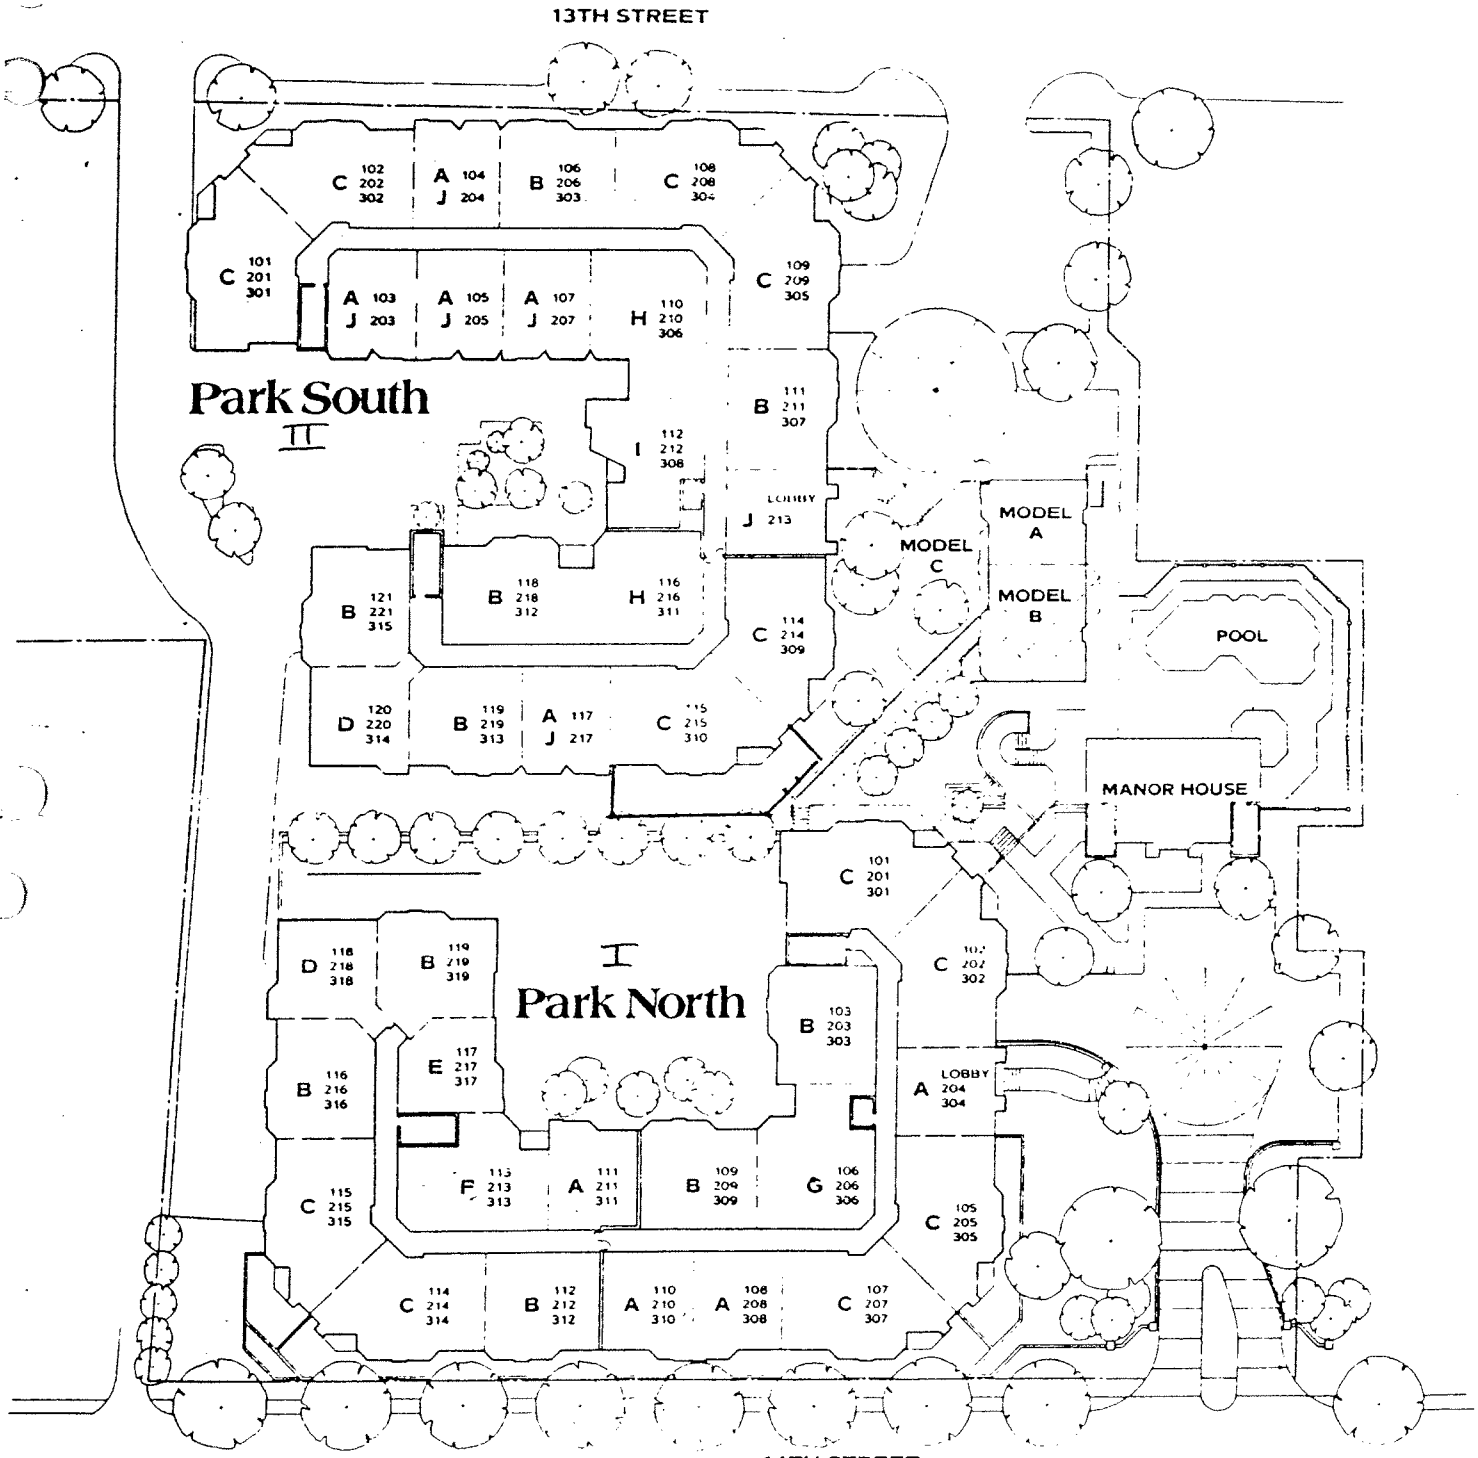 13TH STREET
C 102
202
302
A 104
J 204
B 106
206
303
C 108
208
304
C 101
201
301
A 103
J 203
A 105
J 205
A 107
J 207
H 110
210
306
C 109
209
305
Park South
II
B 111
211
307
I 112
212
308
LOBBY
J 213
MODEL
A
MODEL
C
MODEL
B
POOL
B 121
221
315
B 118
218
312
H 116
216
311
C 114
214
309
D 120
220
314
B 119
219
313
A 117
J 217
C 115
215
310
MANOR HOUSE
C 101
201
301
D 118
218
318
B 119
219
319
I
Park North
C 102
202
302
B 103
203
303
E 117
217
317
B 116
216
316
LOBBY
A 204
304
C 115
215
315
F 113
213
313
A 111
211
311
B 109
209
309
G 106
206
306
C 105
205
305
C 114
214
314
B 112
212
312
A 110
210
310
A 108
208
308
C 107
207
307
STREET